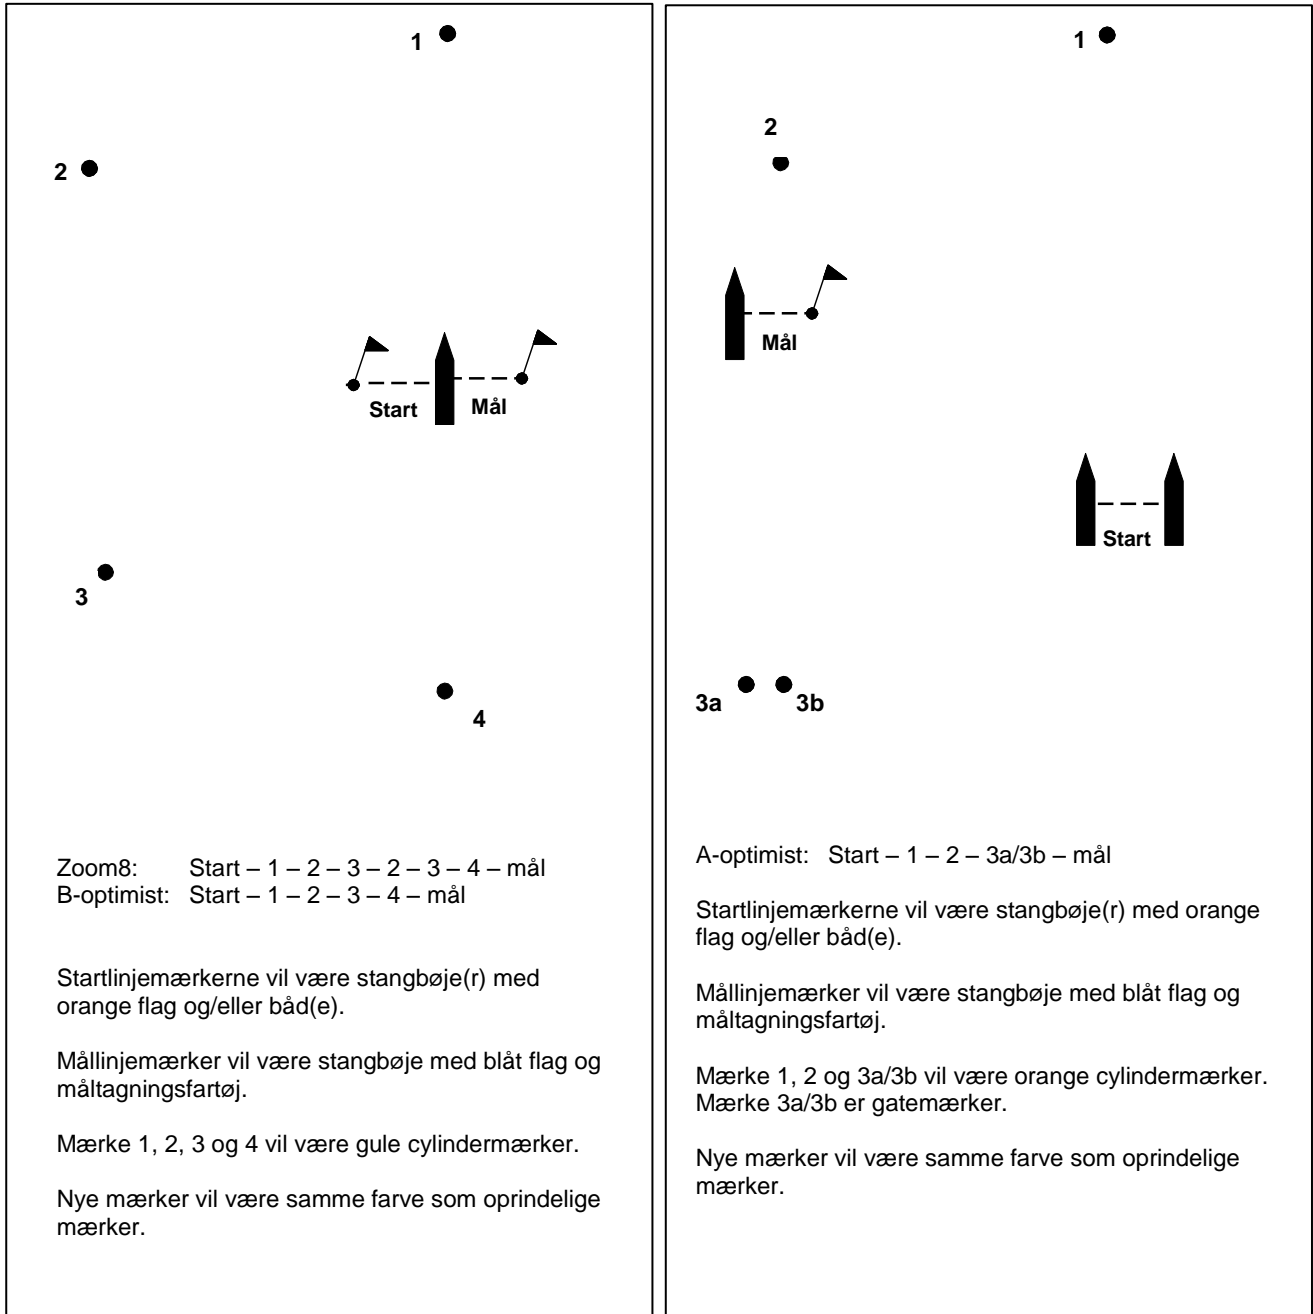 1
2
Start
Mål
3
4
Zoom8: Start – 1 – 2 – 3 – 2 – 3 – 4 – mål
B-optimist: Start – 1 – 2 – 3 – 4 – mål
Startlinjemærkerne vil være stangbøje(r) med
orange flag og/eller båd(e).
Mållinjemærker vil være stangbøje med blåt flag og
måltagningsfartøj.
Mærke 1, 2, 3 og 4 vil være gule cylindermærker.
Nye mærker vil være samme farve som oprindelige
mærker.
1
2
Mål
Start
3a
3b
A-optimist: Start – 1 – 2 – 3a/3b – mål
Startlinjemærkerne vil være stangbøje(r) med orange
flag og/eller båd(e).
Mållinjemærker vil være stangbøje med blåt flag og
måltagningsfartøj.
Mærke 1, 2 og 3a/3b vil være orange cylindermærker.
Mærke 3a/3b er gatemærker.
Nye mærker vil være samme farve som oprindelige
mærker.